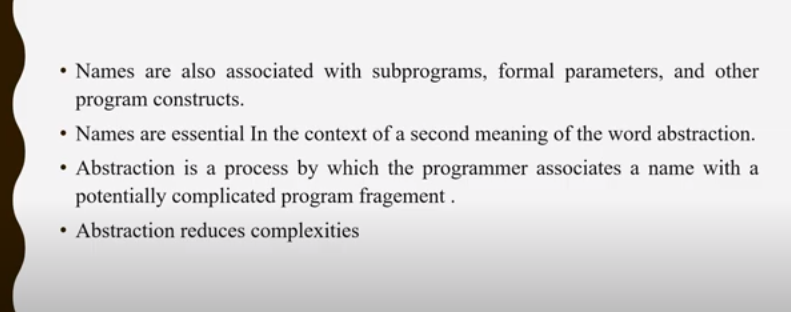 • Names are also associated with subprograms, formal parameters, and other
program constructs.
• Names are essential In the context of a second meaning of the word abstraction.
• Abstraction is a process by which the programmer associates a name with a
potentially complicated program fragement .
• Abstraction reduces complexities